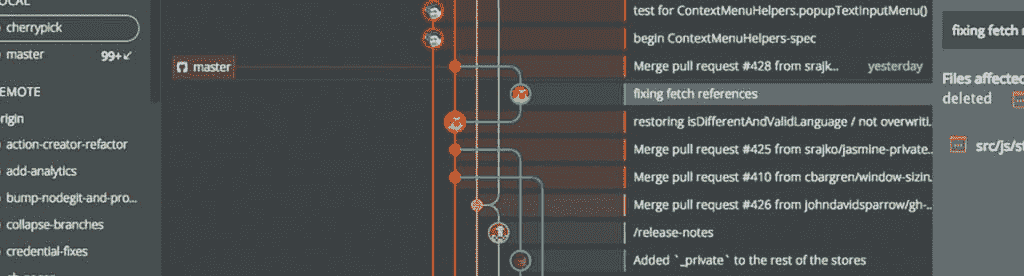 OCAL
cherrypick
master 99+
EMOTE
origin
action-creator-refactor
add-analytics
bump-nodegit-and-pro...
collapse-branches
credential-fixes
master
test for ContextMenuHelpers.popupTextInputMenu()
begin ContextMenuHelpers-spec
Merge pull request #428 from srajk... yesterday
fixing fetch references
restoring isDifferentAndValidLanguage / not overwriti...
Merge pull request #425 from srajko/jasmine-private...
Merge pull request #410 from cbargren/window-sizin...
Merge pull request #426 from johndavidsparrow/gh-...
/release-notes
Added `_private` to the rest of the stores
fixing fetch r
Files affected
deleted
src/js/st